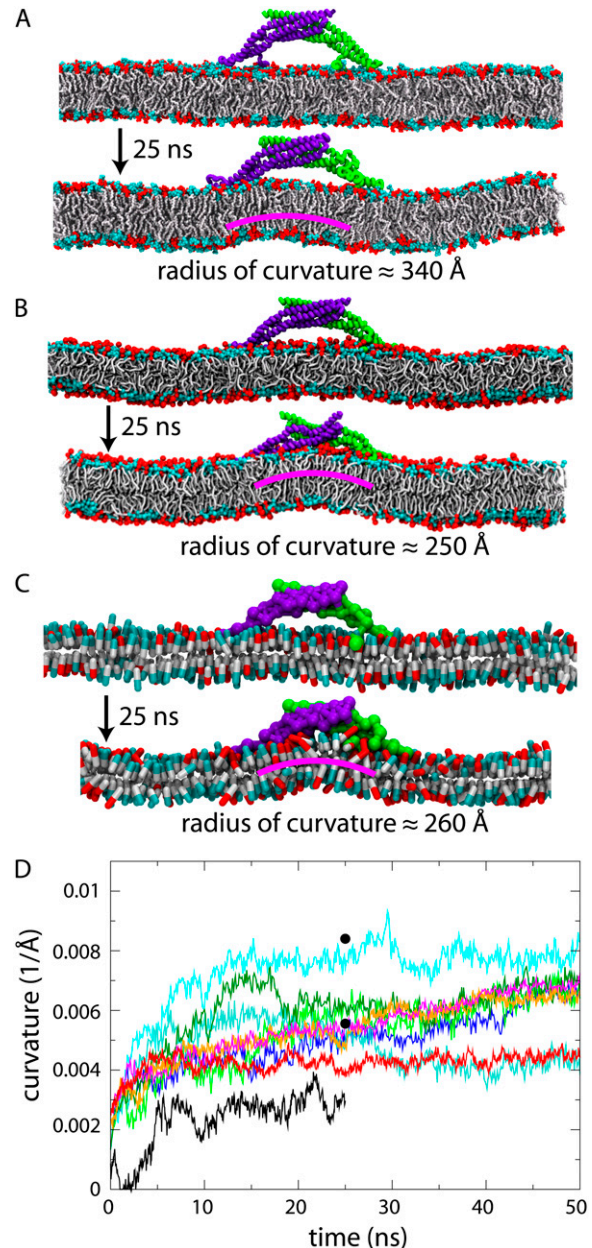 A
25 ns
radius of curvature ≈ 340 Å
B
25 ns
radius of curvature ≈ 250 Å
C
25 ns
radius of curvature ≈ 260 Å
D
0.01
0.008
0.006
0.004
0.002
0
curvature (1/Å)
0 10 20 30 40 50
time (ns)